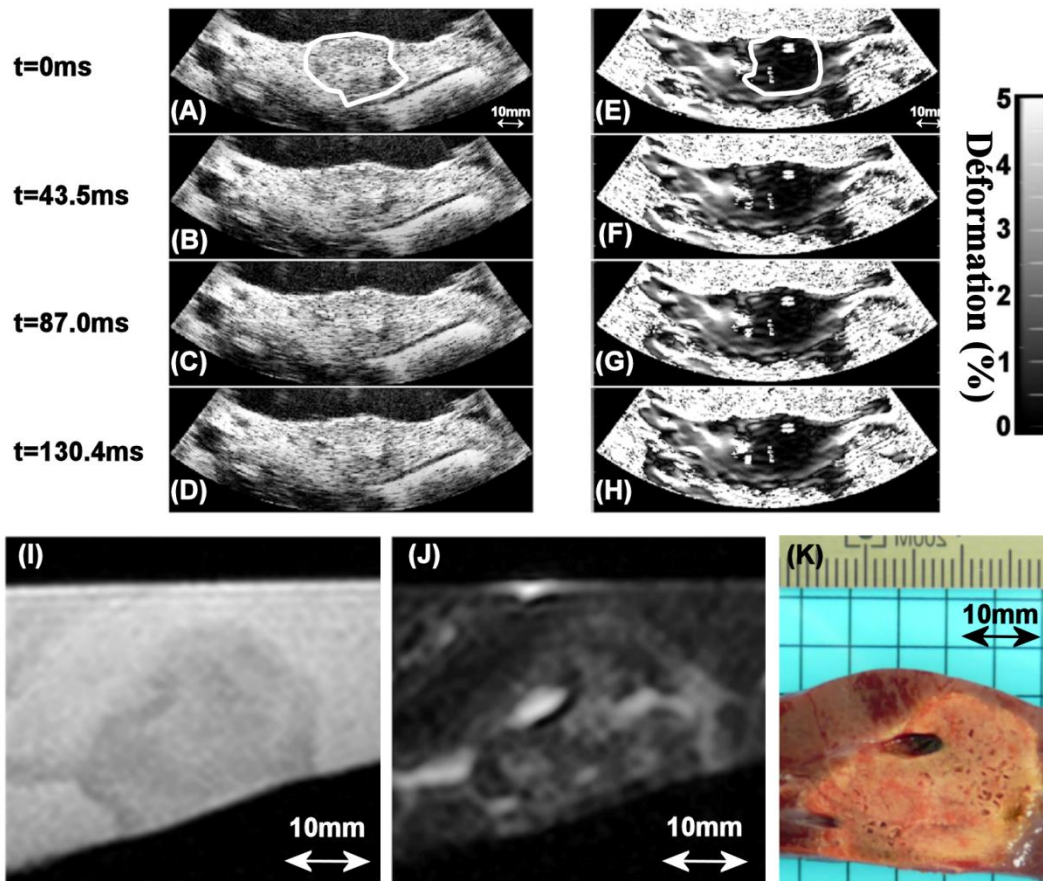 t=0ms
(A)
10mm
(E)
10mm
t=43.5ms
(B)
(F)
t=87.0ms
(C)
(G)
t=130.4ms
(D)
(H)
5
4
3
2
1
0
Déformation (%)
(I)
10mm
(J)
10mm
(K)
200M
10mm